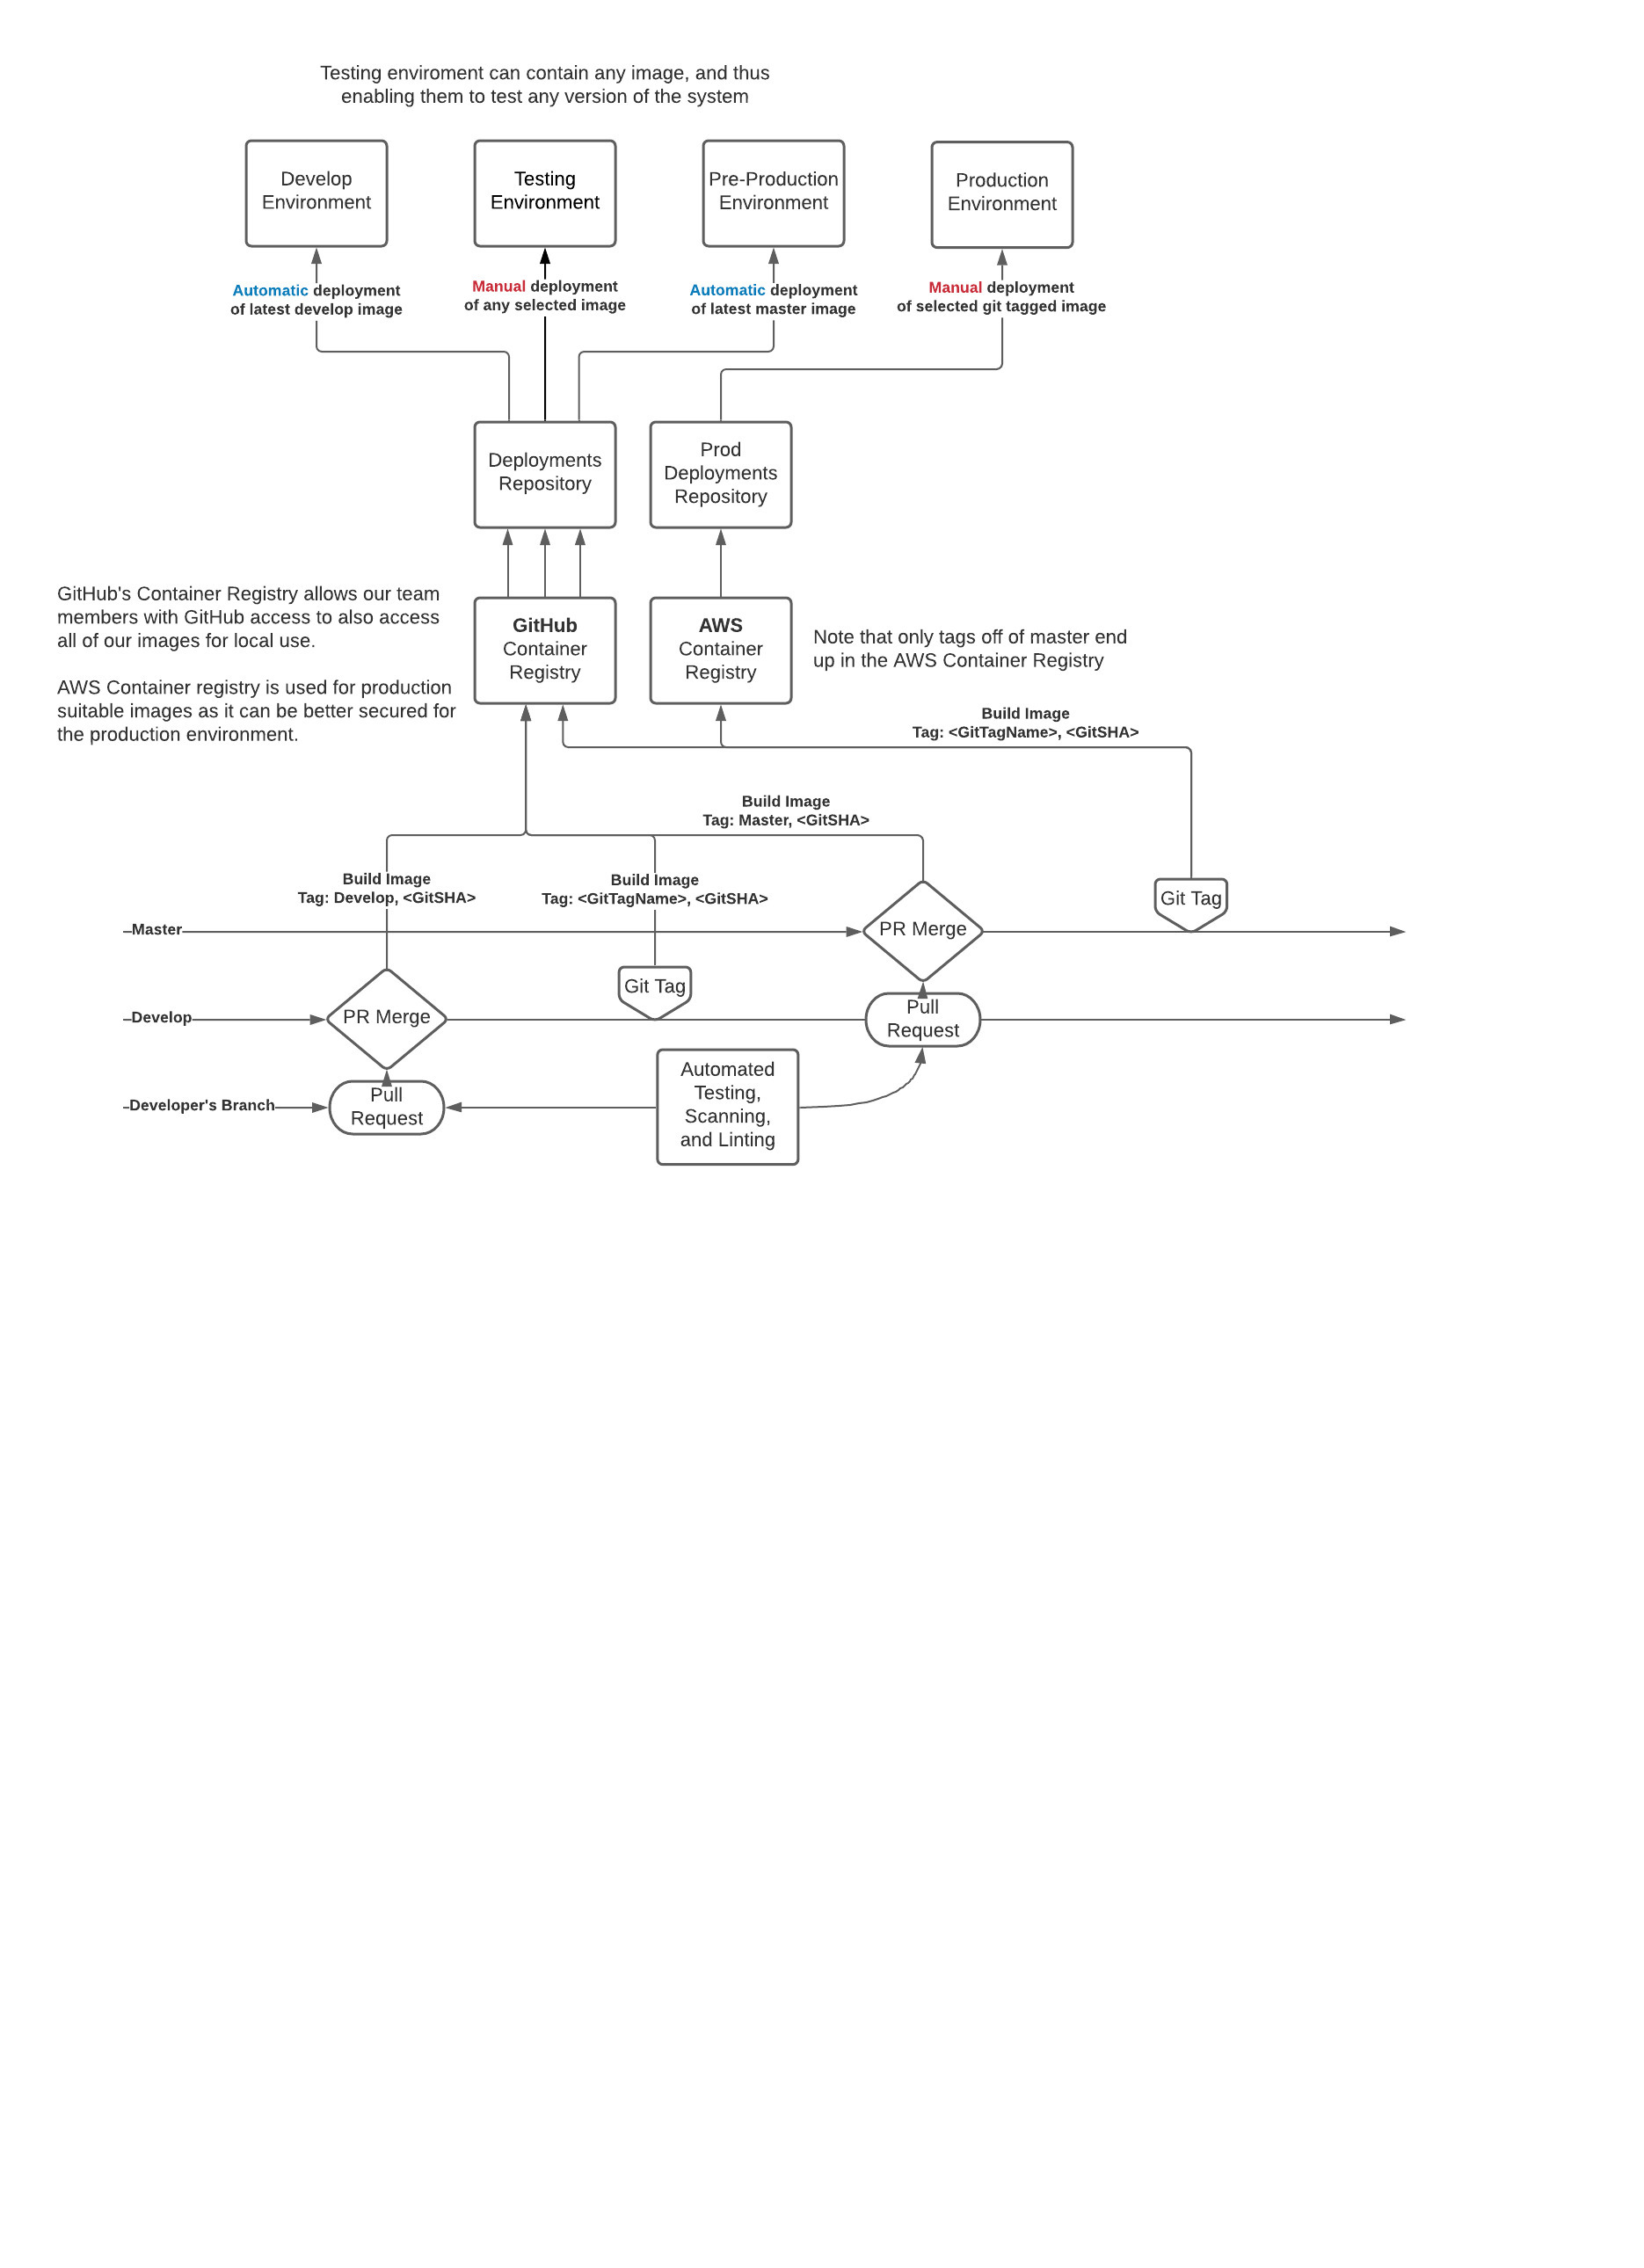 Testing enviroment can contain any image, and thus
enabling them to test any version of the system
Develop
Environment
Testing
Environment
Pre-Production
Environment
Production
Environment
Automatic deployment
of latest develop image
Manual deployment
of any selected image
Automatic deployment
of latest master image
Manual deployment
of selected git tagged image
Deployments
Repository
Prod
Deployments
Repository
GitHub's Container Registry allows our team
members with GitHub access to also access
all of our images for local use.
AWS Container registry is used for production
suitable images as it can be better secured for
the production environment.
GitHub
Container
Registry
AWS
Container
Registry
Note that only tags off of master end
up in the AWS Container Registry
Build Image
Tag: <GitTagName>, <GitSHA>
Build Image
Tag: Master, <GitSHA>
Build Image
Tag: Develop, <GitSHA>
Build Image
Tag: <GitTagName>, <GitSHA>
Git Tag
Master
PR Merge
Git Tag
Develop
PR Merge
Pull
Request
Automated
Testing,
Scanning,
and Linting
Developer's Branch
Pull
Request